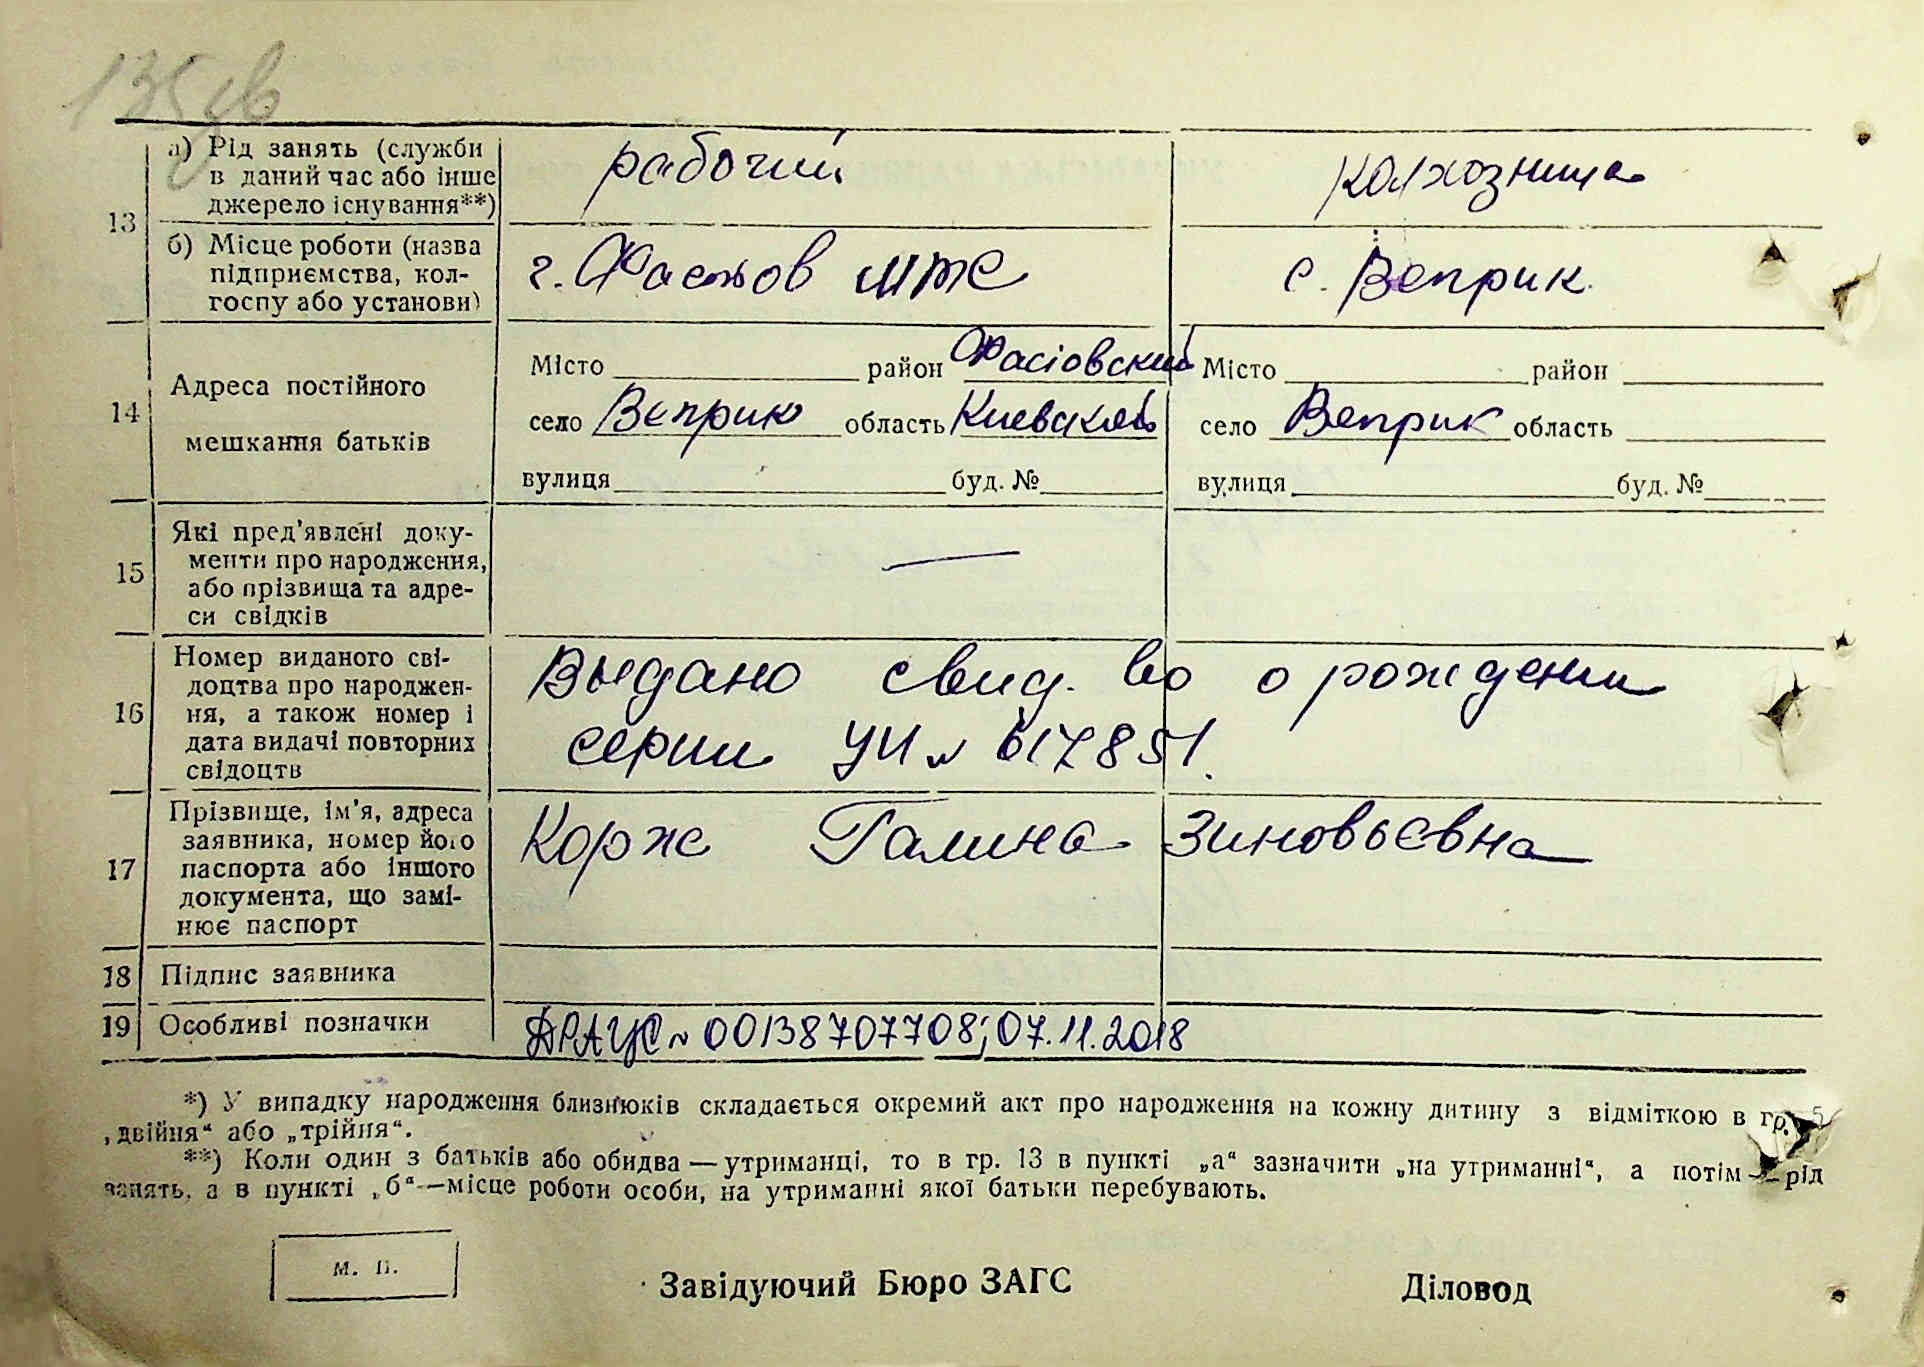 135зв
13
а) Рід занять (служби
в даний час або інше
джерело існування**)
рабочий
колхозница
б) Місце роботи (назва
підприємства, кол-
госпу або установи)
г. Фастов МТС
с. Веприк
14
Адреса постійного
мешкання батьків
Місто район Фастовский
село Веприк область Киевская
вулиця буд. №
Місто район
село Веприк область
вулиця буд. №
15
Які пред'явлені доку-
менти про народження,
або прізвища та адре-
си свідків
—
16
Номер виданого сві-
доцтва про народжен-
ня, а також номер і
дата видачі повторних
свідоцтв
Выдано свид. во о рождении
серии УИ № 617851.
17
Прізвище, ім'я, адреса
заявника, номер його
паспорта або іншого
документа, що замі-
нює паспорт
Корж Галина Зиновьевна
18 Підпис заявника
19 Особливі позначки
ДРАЦС № 00138707708; 07.11.2018
*) У випадку народження близнюків складається окремий акт про народження на кожну дитину з відміткою в гр. 5
„двійня“ або „трійня“.
**) Коли один з батьків або обидва — утриманці, то в гр. 13 в пункті „а“ зазначити „на утриманні“, а потім — рід
занять, а в пункті „б“ — місце роботи особи, на утриманні якої батьки перебувають.
М. П.
Завідуючий Бюро ЗАГС
Діловод